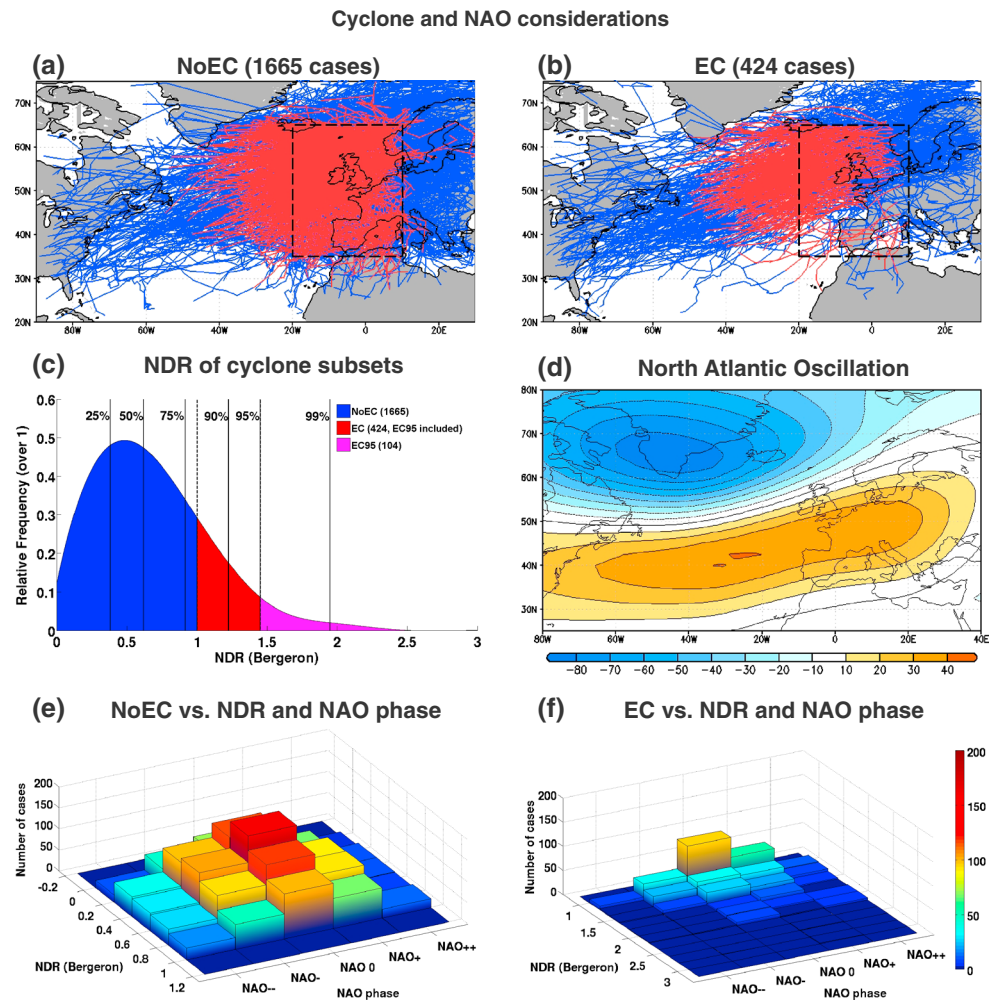 Cyclone and NAO considerations
(a) NoEC (1665 cases)
70N
60N
50N
40N
30N
20N
80W 60W 40W 20W 0 20E
(b) EC (424 cases)
70N
60N
50N
40N
30N
20N
80W 60W 40W 20W 0 20E
(c) NDR of cyclone subsets
Relative Frequency (over 1)
0.6
0.5
0.4
0.3
0.2
0.1
0
25% 50% 75% 90% 95% 99%
NoEC (1665)
EC (424, EC95 included)
EC95 (104)
0 0.5 1 1.5 2 2.5 3
NDR (Bergeron)
(d) North Atlantic Oscillation
80N
70N
60N
50N
40N
30N
80W 60W 40W 20W 0 20E 40E
-80 -70 -60 -50 -40 -20 -10 10 20 30 40
(e) NoEC vs. NDR and NAO phase
Number of cases
200
150
100
50
0
-0.2
0
0.2
0.4
0.6
0.8
1
1.2
NDR (Bergeron)
NAO-- NAO- NAO 0 NAO+ NAO++
NAO phase
(f) EC vs. NDR and NAO phase
Number of cases
200
150
100
50
0
1
1.5
2
2.5
3
NDR (Bergeron)
NAO-- NAO- NAO 0 NAO+ NAO++
NAO phase
200
150
100
50
0